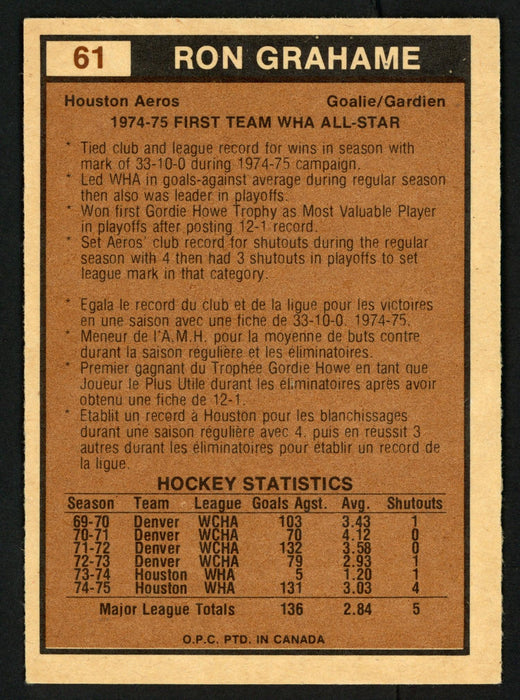 61 RON GRAHAME
Houston Aeros Goalie/Gardien
1974-75 FIRST TEAM WHA ALL-STAR
* Tied club and league record for wins in season with
mark of 33-10-0 during 1974-75 campaign.
* Led WHA in goals-against average during regular season
then also was leader in playoffs.
* Won first Gordie Howe Trophy as Most Valuable Player
in playoffs after posting 12-1 record.
* Set Aeros' club record for shutouts during the regular
season with 4 then had 3 shutouts in playoffs to set
league mark in that category.
* Egala le record du club et de la ligue pour les victoires
en une saison avec une fiche de 33-10-0. 1974-75.
* Meneur de l'A.M.H. pour la moyenne de buts contre
durant la saison régulière et les éliminatoires.
* Premier gagnant du Trophée Gordie Howe en tant que
Joueur le Plus Utile durant les éliminatoires après avoir
obtenu une fiche de 12-1.
* Etablit un record à Houston pour les blanchissages
durant une saison régulière avec 4. puis en reussit 3
autres durant les éliminatoires pour établir un record de
la ligue.
HOCKEY STATISTICS
Season Team League Goals Agst. Avg. Shutouts
69-70 Denver WCHA 103 3.43 1
70-71 Denver WCHA 70 4.12 0
71-72 Denver WCHA 132 3.58 0
72-73 Denver WCHA 79 2.93 1
73-74 Houston WHA 5 1.20 1
74-75 Houston WHA 131 3.03 4
Major League Totals 136 2.84 5
O.P.C. PTD. IN CANADA